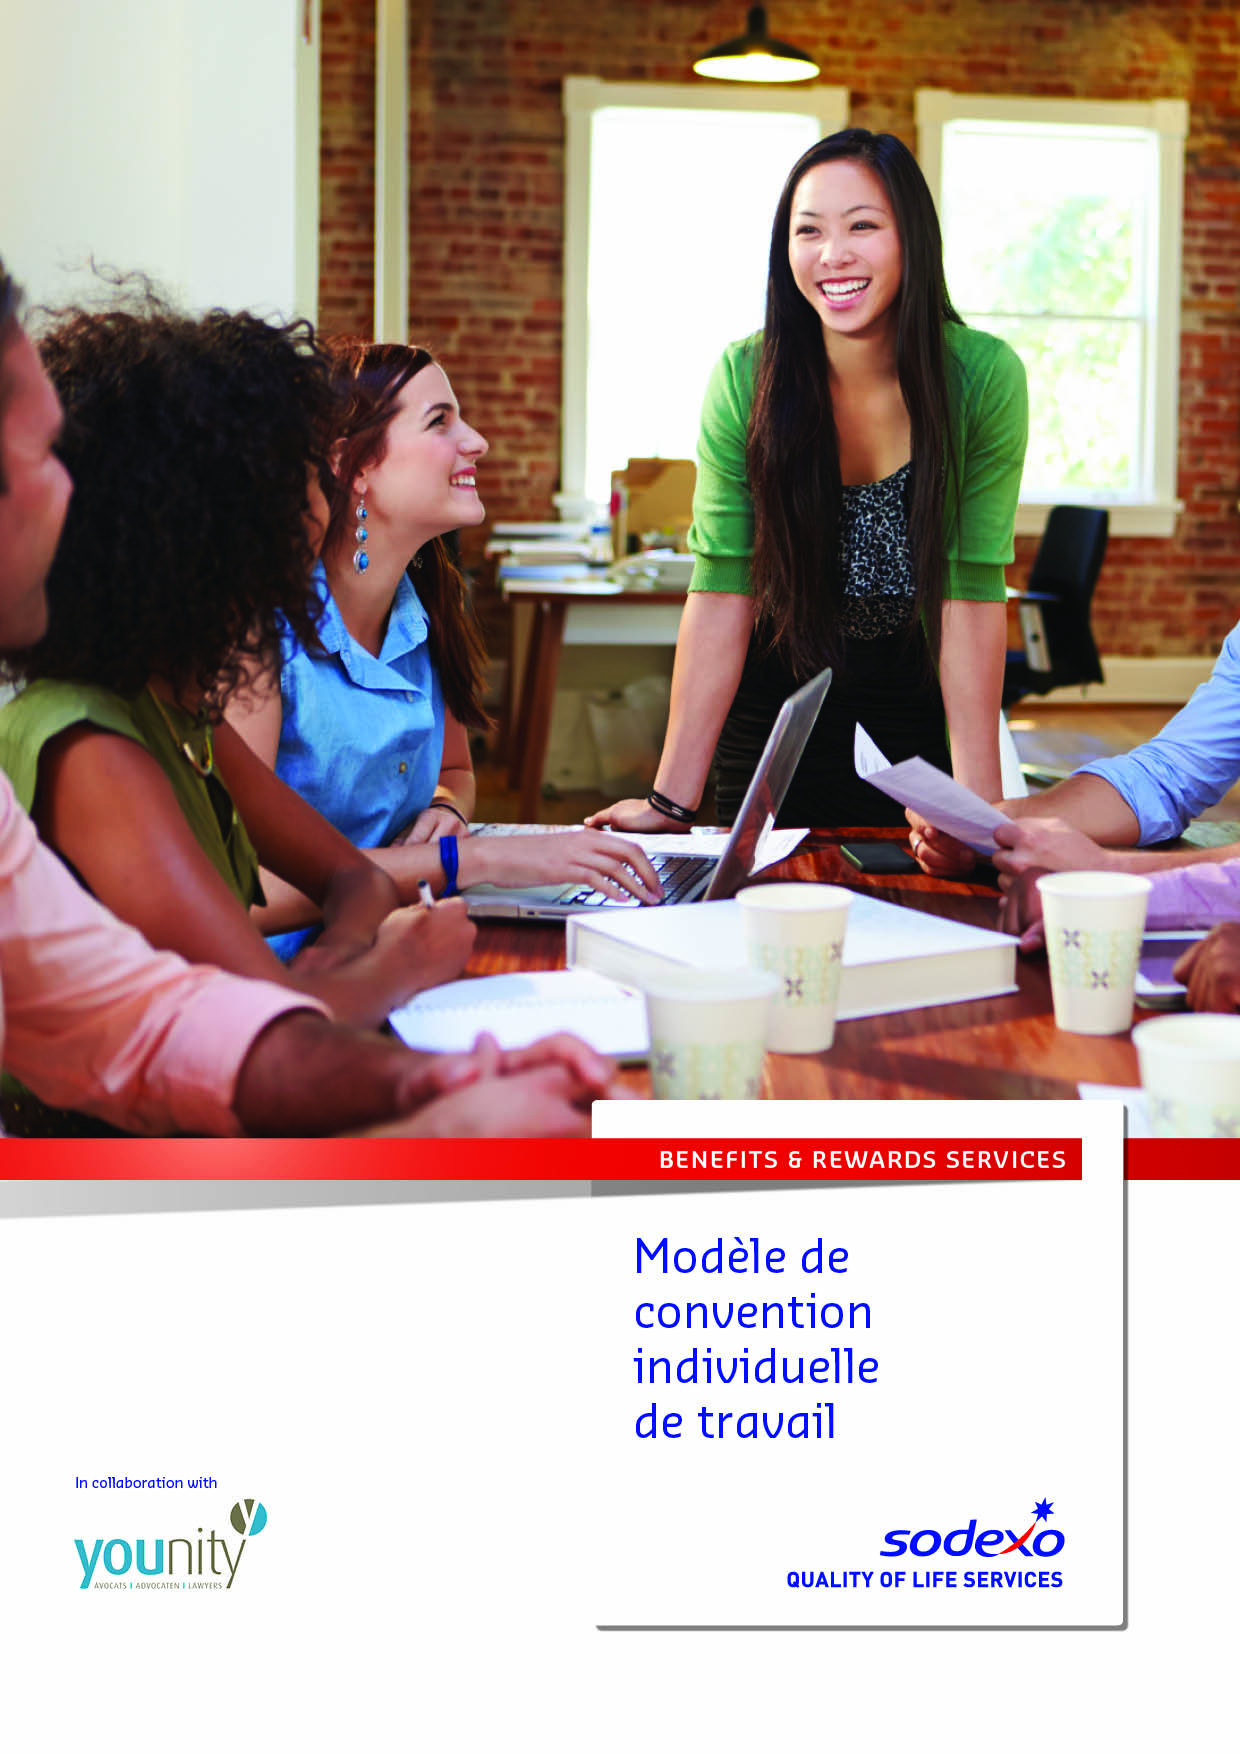 BENEFITS & REWARDS SERVICES
Modèle de
convention
individuelle
de travail
In collaboration with
younity
AVOCATS | ADVOCATEN | LAWYERS
sodexo
QUALITY OF LIFE SERVICES